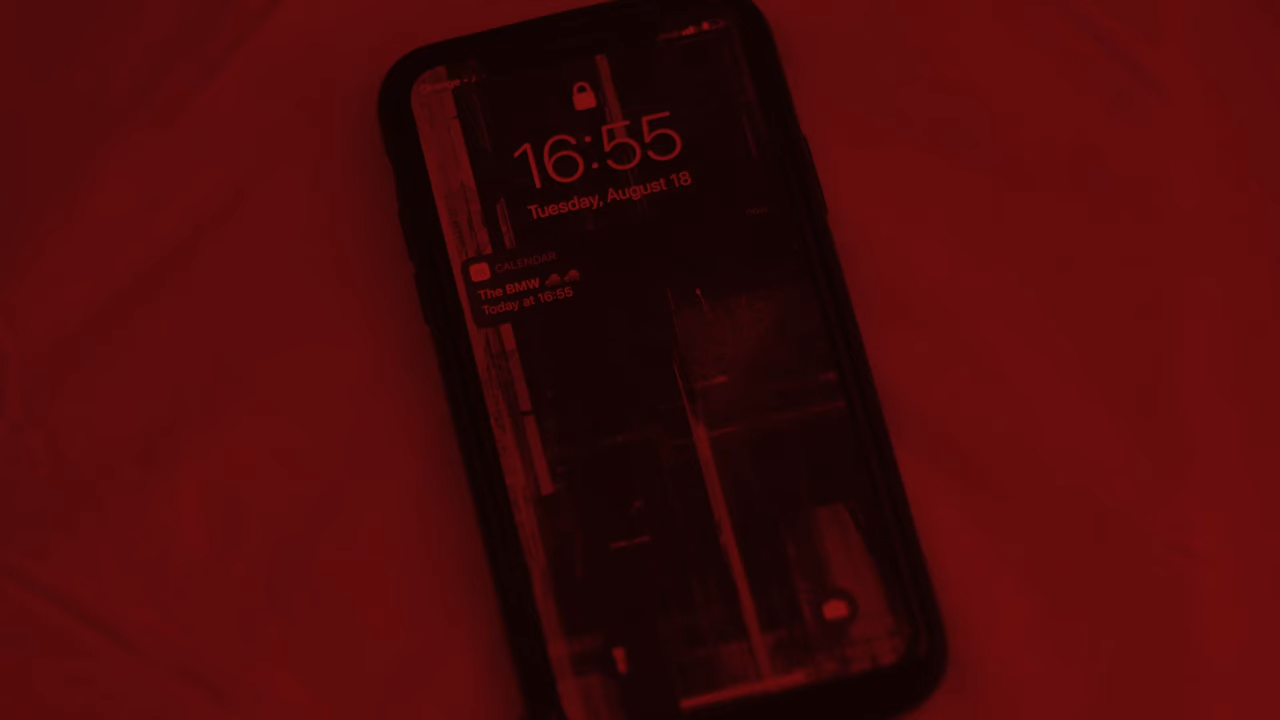 16:55
Tuesday, August 18
CALENDAR
The BMW 🚗🚗
Today at 16:55